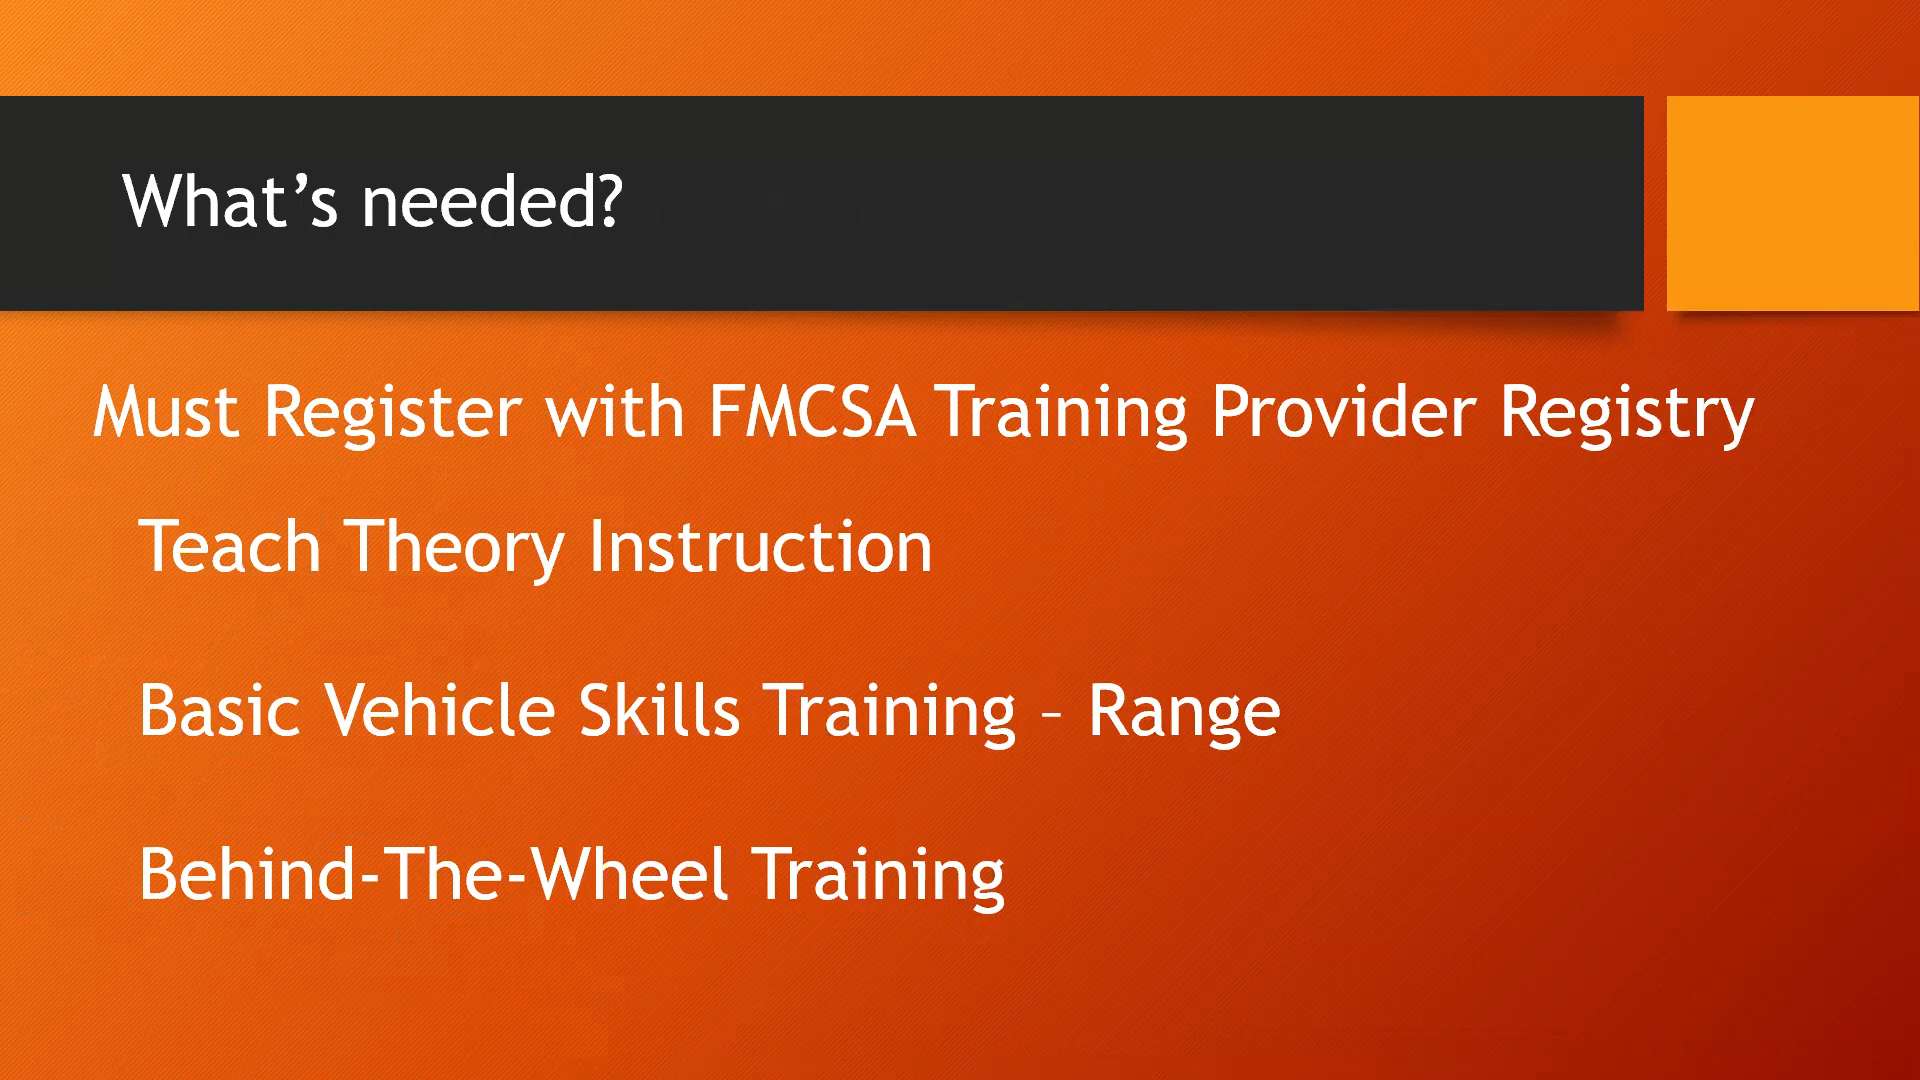 What’s needed?
Must Register with FMCSA Training Provider Registry
Teach Theory Instruction
Basic Vehicle Skills Training – Range
Behind-The-Wheel Training